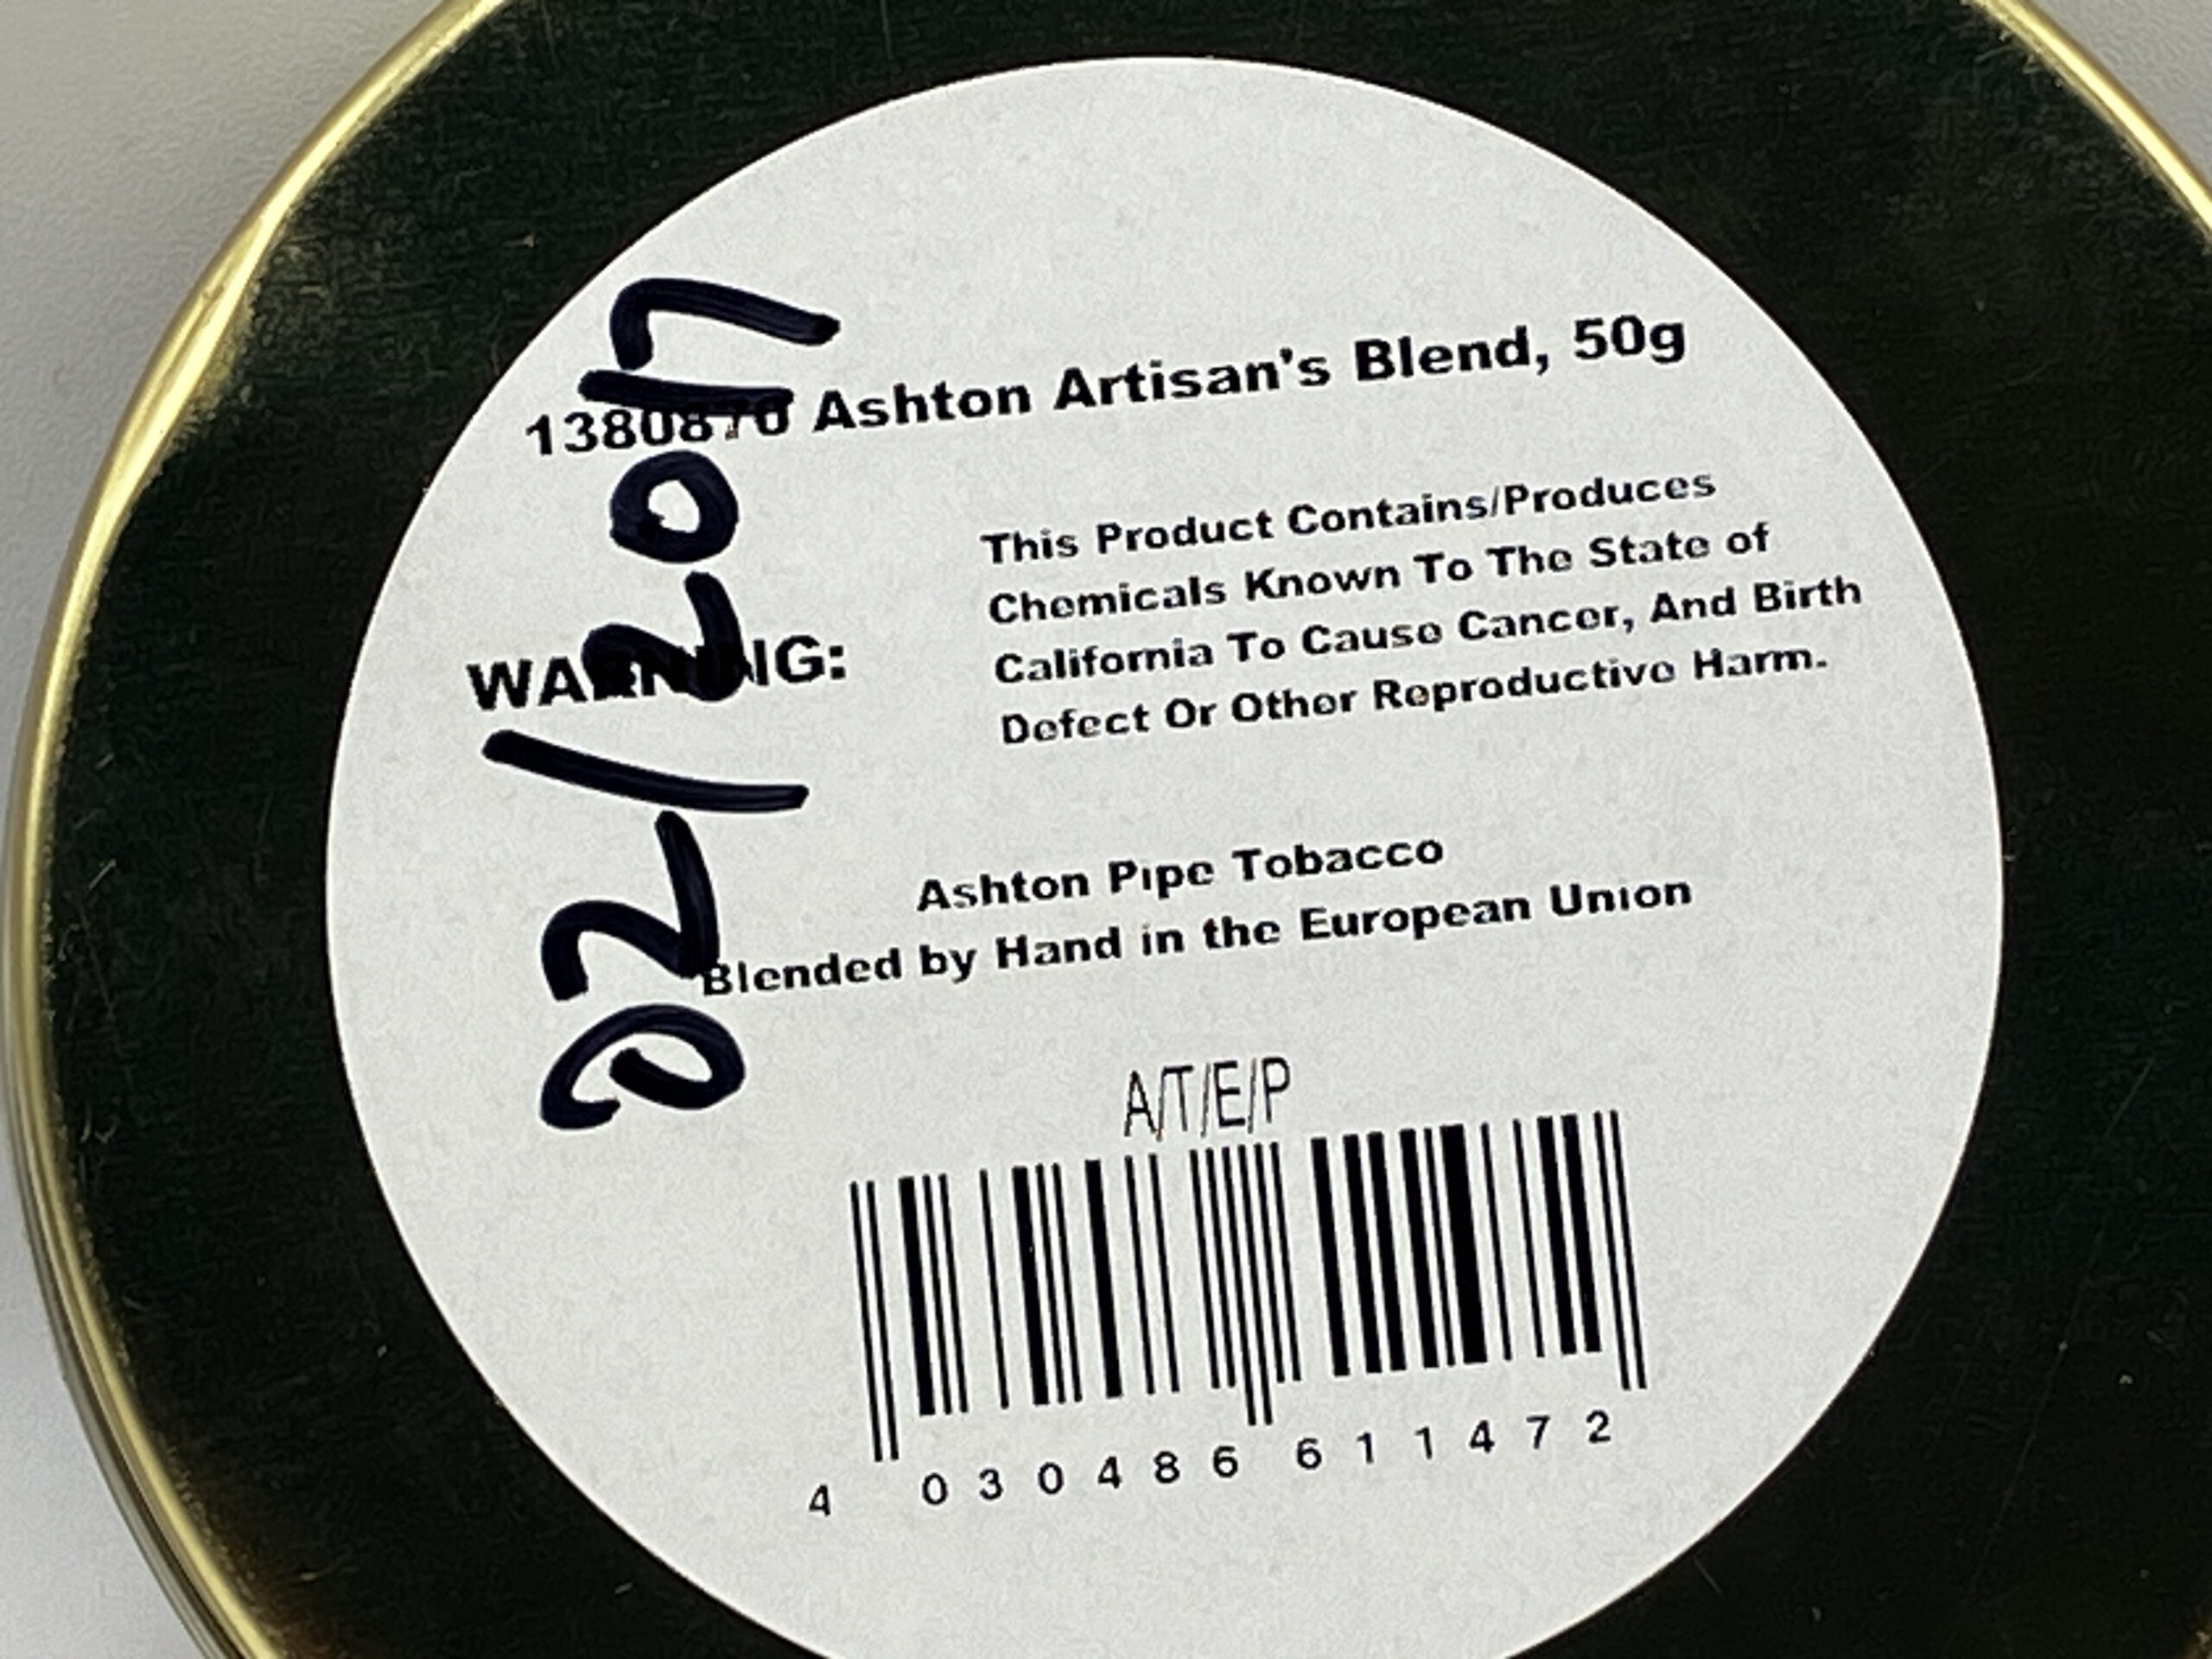 1380870 Ashton Artisan's Blend, 50g
WARNING:
This Product Contains/Produces
Chemicals Known To The State of
California To Cause Cancer, And Birth
Defect Or Other Reproductive Harm.
Ashton Pipe Tobacco
Blended by Hand in the European Union
A/T/E/P
4 030486 611472
02/2017